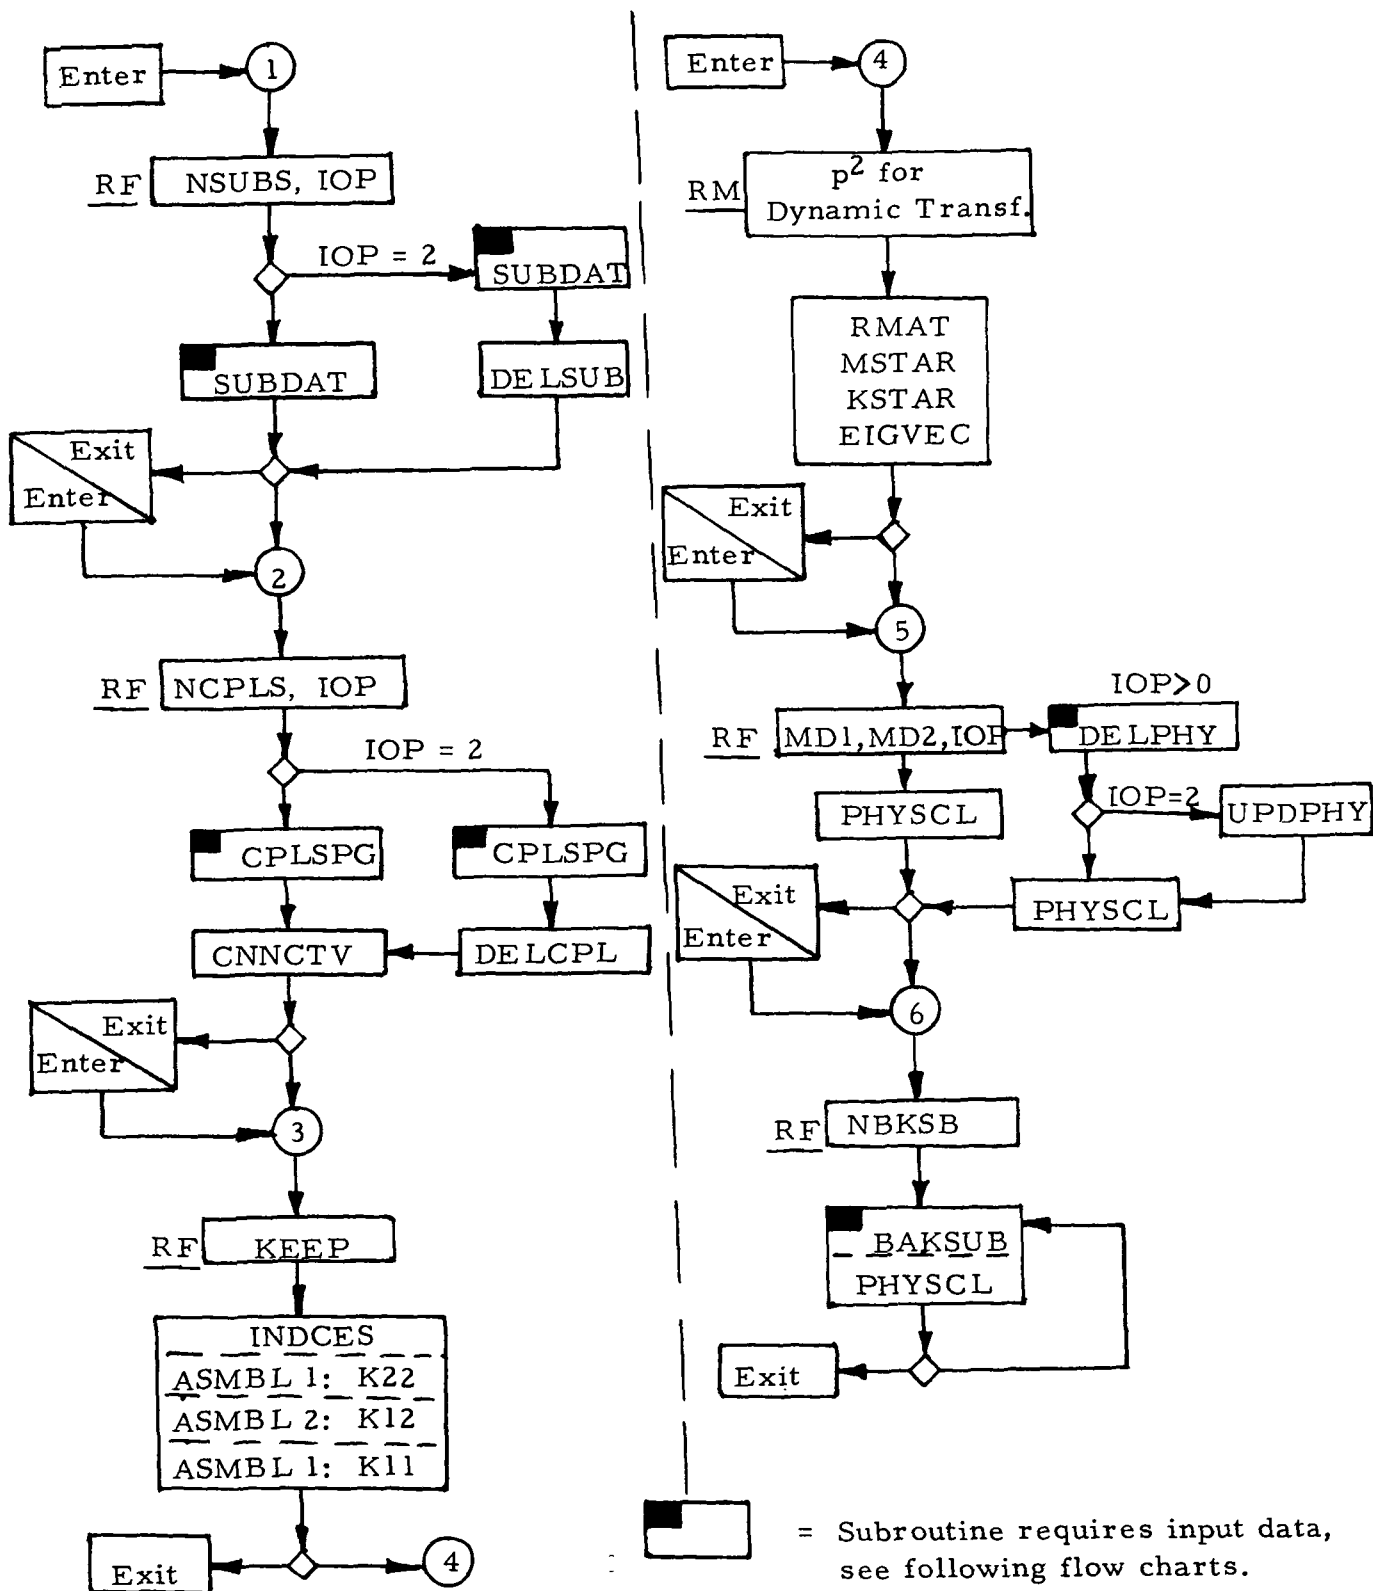 Enter
1
RF
NSUBS, IOP
IOP = 2
SUBDAT
SUBDAT
DELSUB
Exit
Enter
2
RF
NCPLS, IOP
IOP = 2
CPLSPG
CPLSPG
CNNCTV
DELCPL
Exit
Enter
3
RF
KEEP
INDCES
ASMBL 1: K22
ASMBL 2: K12
ASMBL 1: K11
Exit
4
Enter
4
RM
p² for
Dynamic Transf.
RMAT
MSTAR
KSTAR
EIGVEC
Exit
Enter
5
IOP>0
RF
MD1, MD2, IOP
DELPHY
IOP=2
UPDPHY
PHYSCL
PHYSCL
Exit
Enter
6
RF
NBKSB
BAKSUB
PHYSCL
Exit
= Subroutine requires input data,
see following flow charts.